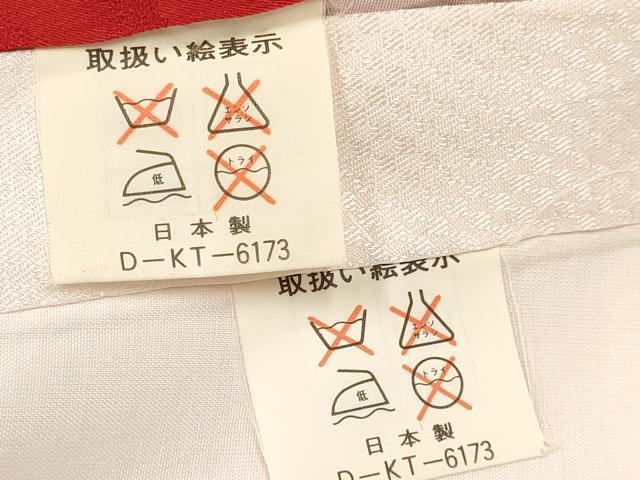 取扱い絵表示
エンソ
サラシ
低
ドライ
日本製
D-KT-6173
取扱い絵表示
エンソ
サラシ
低
ドライ
日本製
D-KT-6173